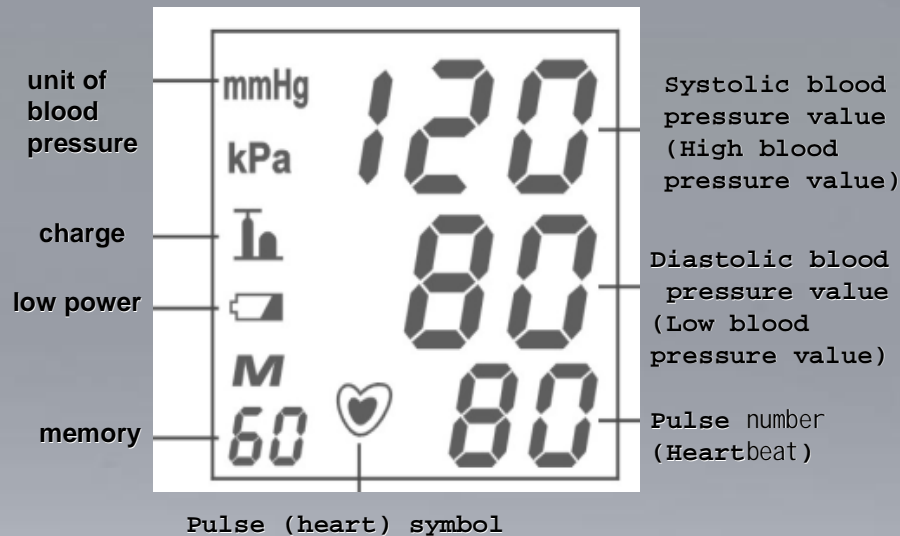 unit of
blood
pressure
charge
low power
memory
mmHg
kPa
M
60
120
80
80
Systolic blood
pressure value
(High blood
pressure value)
Diastolic blood
pressure value
(Low blood
pressure value)
Pulse number
(Heartbeat)
Pulse (heart) symbol